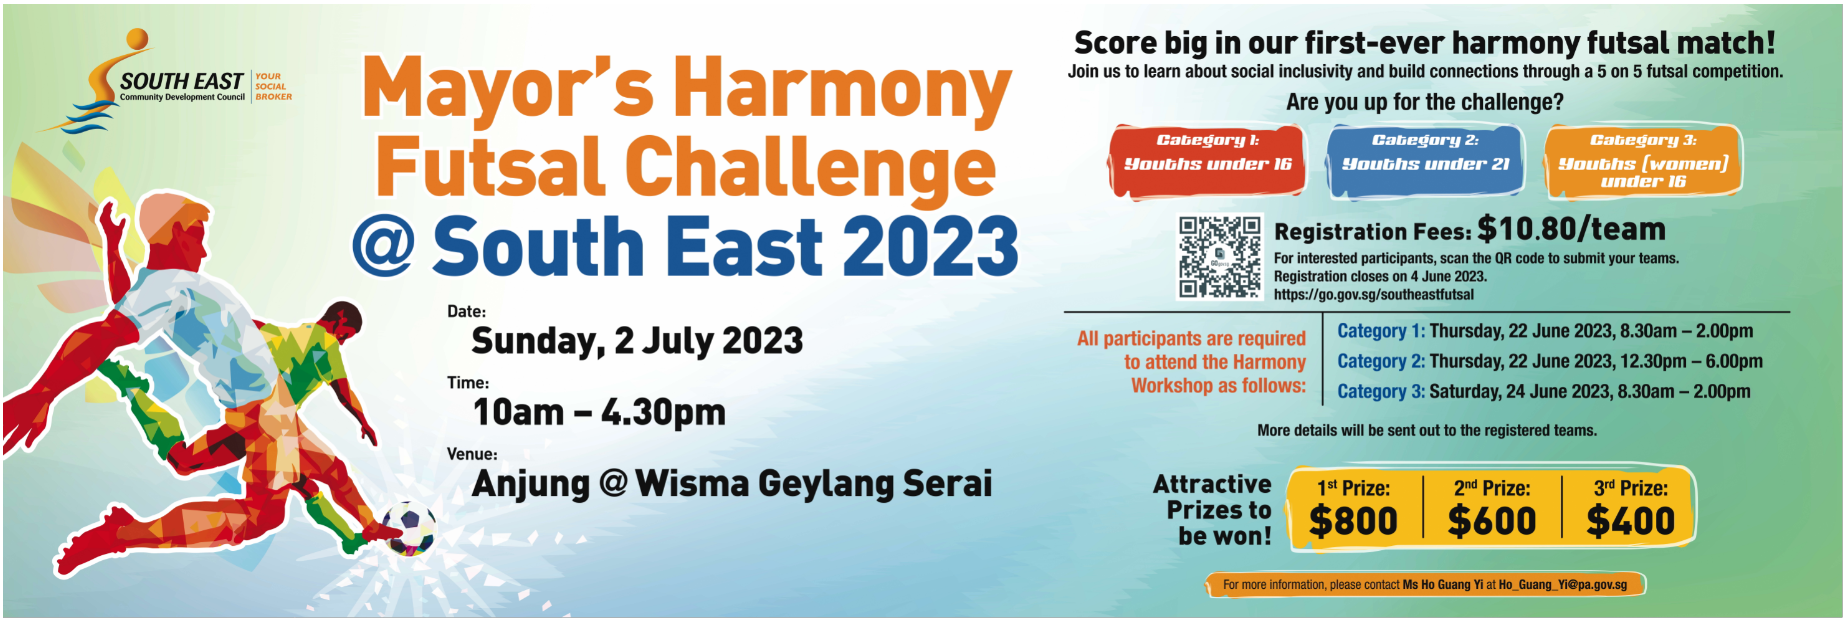 SOUTH EAST
Community Development Council
YOUR
SOCIAL
BROKER
Mayor's Harmony
Futsal Challenge
@ South East 2023
Date:
Sunday, 2 July 2023
Time:
10am – 4.30pm
Venue:
Anjung @ Wisma Geylang Serai
Score big in our first-ever harmony futsal match!
Join us to learn about social inclusivity and build connections through a 5 on 5 futsal competition.
Are you up for the challenge?
Category 1:
Youths under 16
Category 2:
Youths under 21
Category 3:
Youths (women)
under 16
Registration Fees: $10.80/team
For interested participants, scan the QR code to submit your teams.
Registration closes on 4 June 2023.
https://go.gov.sg/southeastfutsal
All participants are required
to attend the Harmony
Workshop as follows:
Category 1: Thursday, 22 June 2023, 8.30am – 2.00pm
Category 2: Thursday, 22 June 2023, 12.30pm – 6.00pm
Category 3: Saturday, 24 June 2023, 8.30am – 2.00pm
More details will be sent out to the registered teams.
Attractive
Prizes to
be won!
1st Prize:
$800
2nd Prize:
$600
3rd Prize:
$400
For more information, please contact Ms Ho Guang Yi at Ho_Guang_Yi@pa.gov.sg